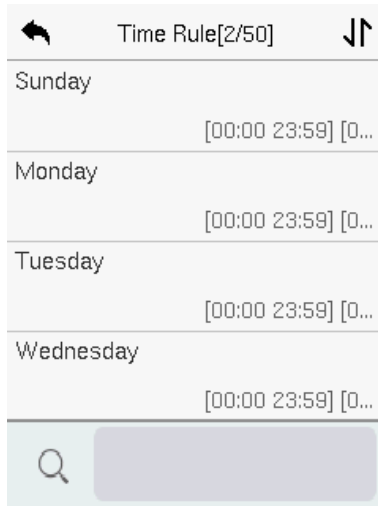 Time Rule[2/50]
Sunday
[00:00 23:59] [0...
Monday
[00:00 23:59] [0...
Tuesday
[00:00 23:59] [0...
Wednesday
[00:00 23:59] [0...